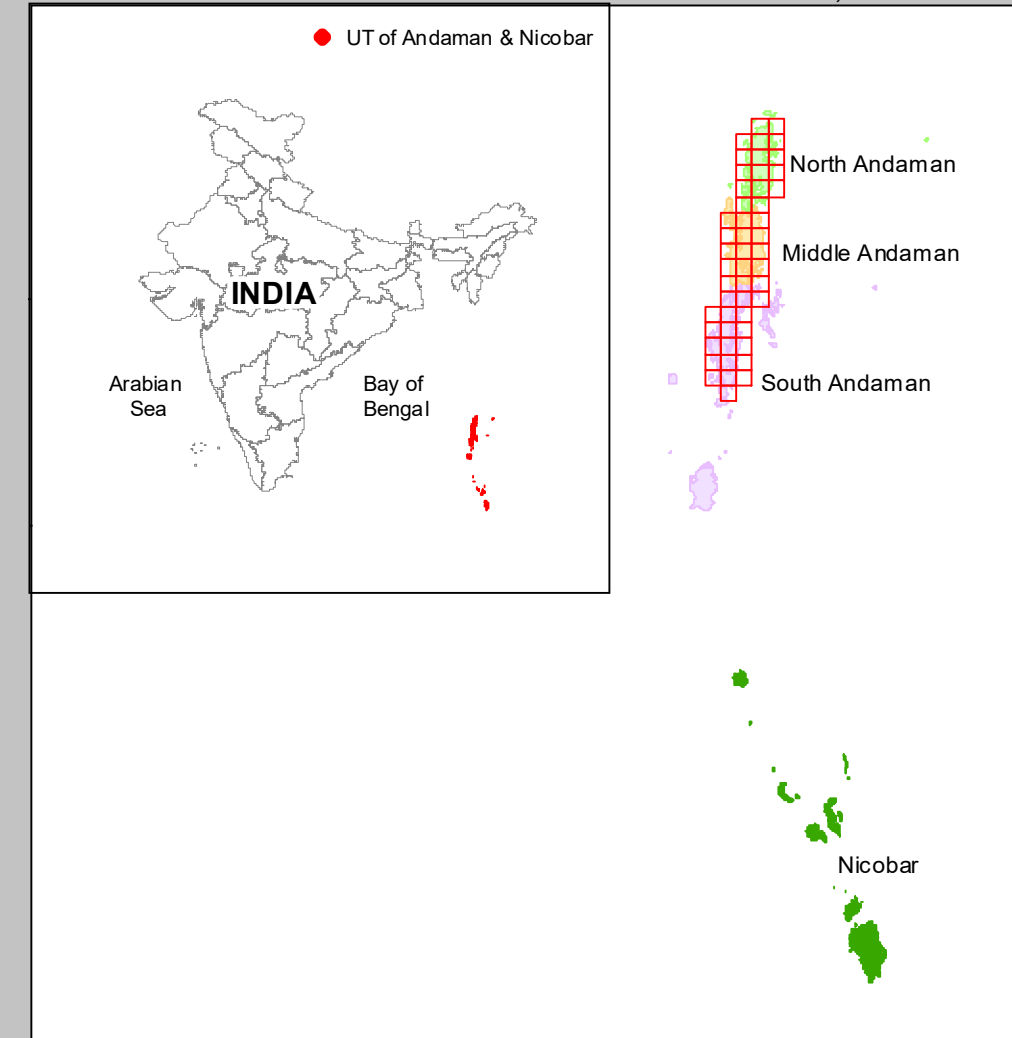 UT of Andaman & Nicobar
INDIA
Arabian
Sea
Bay of
Bengal
North Andaman
Middle Andaman
South Andaman
Nicobar